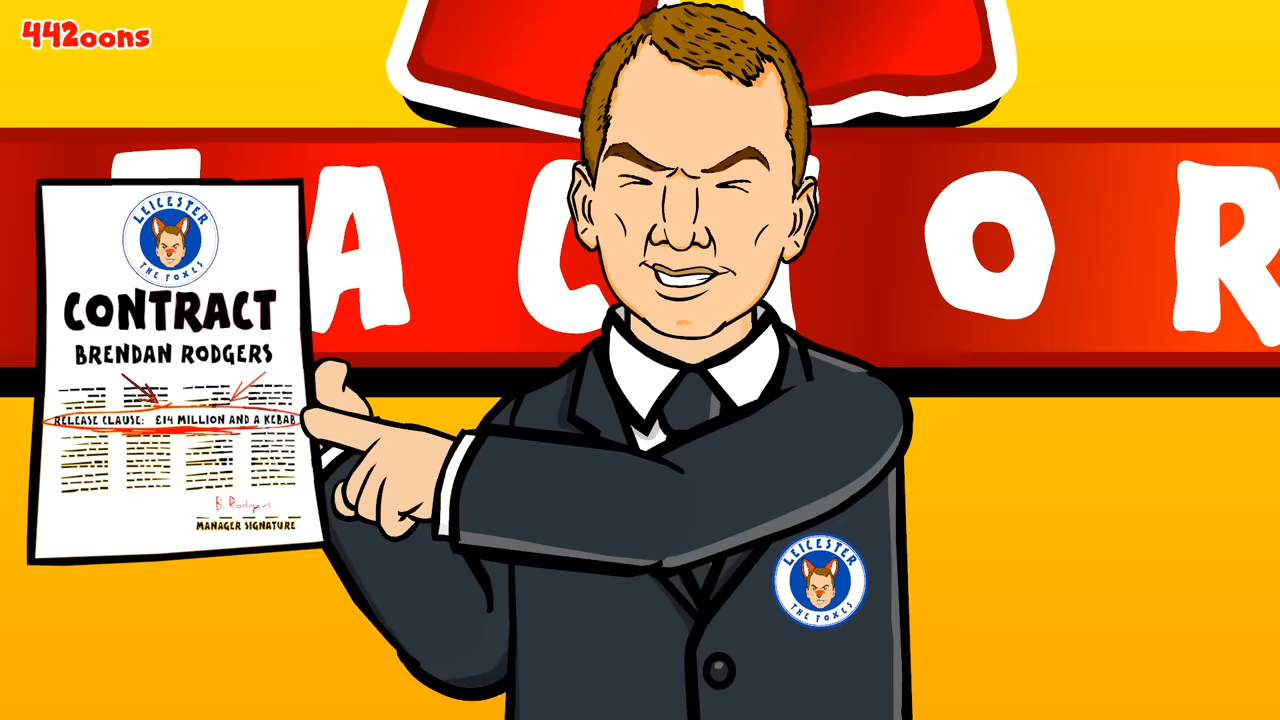 442oons
ACTOR
LEICESTER
THE FOXES
CONTRACT
BRENDAN RODGERS
RELEASE CLAUSE: £14 MILLION AND A KEBAB
B. Rodgers
MANAGER SIGNATURE
LEICESTER
THE FOXES